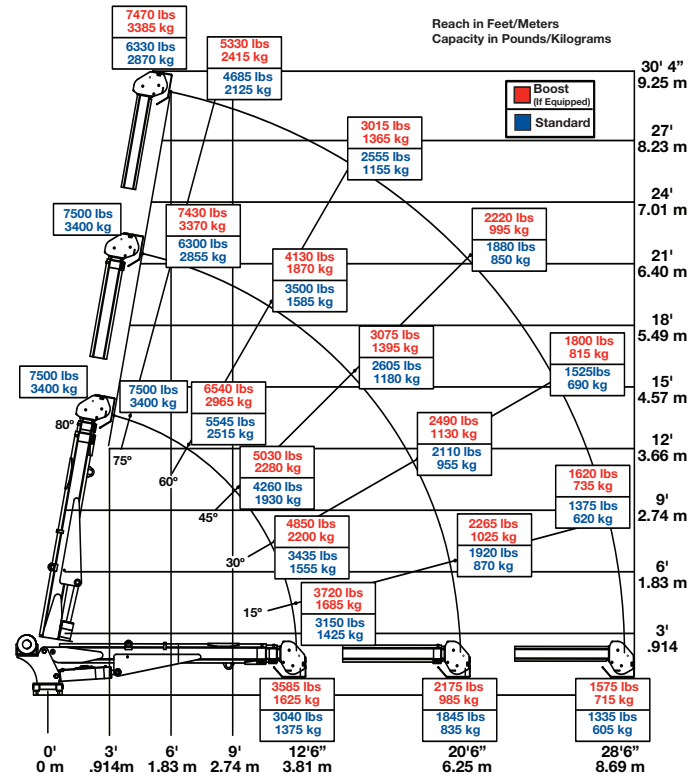 Reach in Feet/Meters
Capacity in Pounds/Kilograms
7470 lbs
3385 kg
6330 lbs
2870 kg
5330 lbs
2415 kg
4685 lbs
2125 kg
30' 4”
9.25 m
Boost
(If Equipped)
Standard
3015 lbs
1365 kg
2555 lbs
1155 kg
27'
8.23 m
24'
7.01 m
7500 lbs
3400 kg
7430 lbs
3370 kg
6300 lbs
2855 kg
2220 lbs
995 kg
1880 lbs
850 kg
21'
6.40 m
4130 lbs
1870 kg
3500 lbs
1585 kg
18'
5.49 m
3075 lbs
1395 kg
2605 lbs
1180 kg
1800 lbs
815 kg
1525lbs
690 kg
15'
4.57 m
7500 lbs
3400 kg
7500 lbs
3400 kg
6540 lbs
2965 kg
5545 lbs
2515 kg
80º
75º
60º
45º
30º
15º
2490 lbs
1130 kg
2110 lbs
955 kg
12'
3.66 m
5030 lbs
2280 kg
4260 lbs
1930 kg
1620 lbs
735 kg
1375 lbs
620 kg
9'
2.74 m
4850 lbs
2200 kg
3435 lbs
1555 kg
2265 lbs
1025 kg
1920 lbs
870 kg
6'
1.83 m
3720 lbs
1685 kg
3150 lbs
1425 kg
3'
.914
3585 lbs
1625 kg
3040 lbs
1375 kg
2175 lbs
985 kg
1845 lbs
835 kg
1575 lbs
715 kg
1335 lbs
605 kg
0'
0 m
3'
.914m
6'
1.83 m
9'
2.74 m
12'6”
3.81 m
20'6”
6.25 m
28'6”
8.69 m